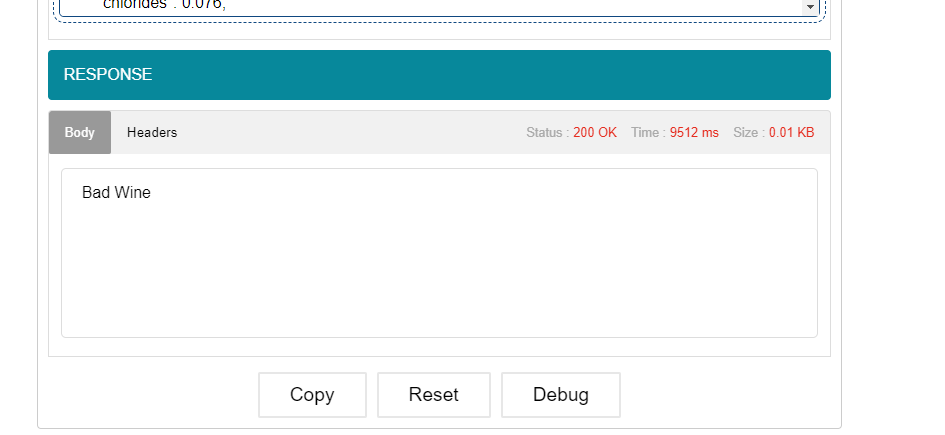 chlorides : 0.076,
RESPONSE
Body Headers Status : 200 OK Time : 9512 ms Size : 0.01 KB
Bad Wine
Copy Reset Debug